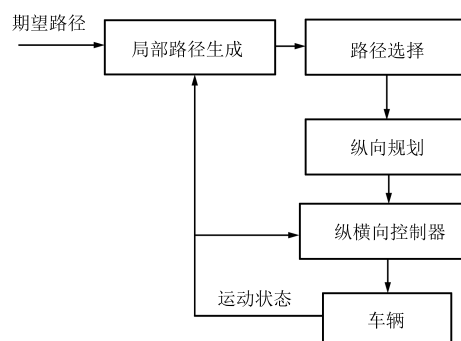 期望路径
局部路径生成
路径选择
纵向规划
纵横向控制器
运动状态
车辆